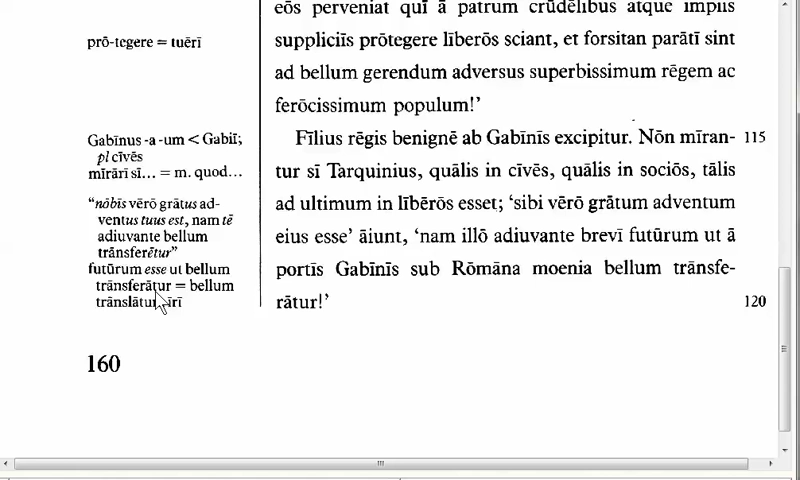 eōs perveniat quī ā patrum crūdēlibus atque impiīs
suppliciīs prōtegere līberōs sciant, et forsitan parātī sint
ad bellum gerendum adversus superbissimum rēgem ac
ferōcissimum populum!'
Fīlius rēgis benignē ab Gabīnīs excipitur. Nōn mīran-
tur sī Tarquinius, quālis in cīvēs, quālis in sociōs, tālis
ad ultimum in līberōs esset; 'sibi vērō grātum adventum
eius esse' āiunt, 'nam illō adiuvante brevī futūrum ut ā
portīs Gabīnīs sub Rōmāna moenia bellum trānsfe-
rātur!'
115
120
prō-tegere = tuērī
Gabīnus -a -um < Gabiī;
pl cīvēs
mīrārī sī... = m. quod...
"nōbīs vērō grātus ad-
ventus tuus est, nam tē
adiuvante bellum
trānsferētur"
futūrum esse ut bellum
trānsferātur = bellum
trānslātum īrī
160